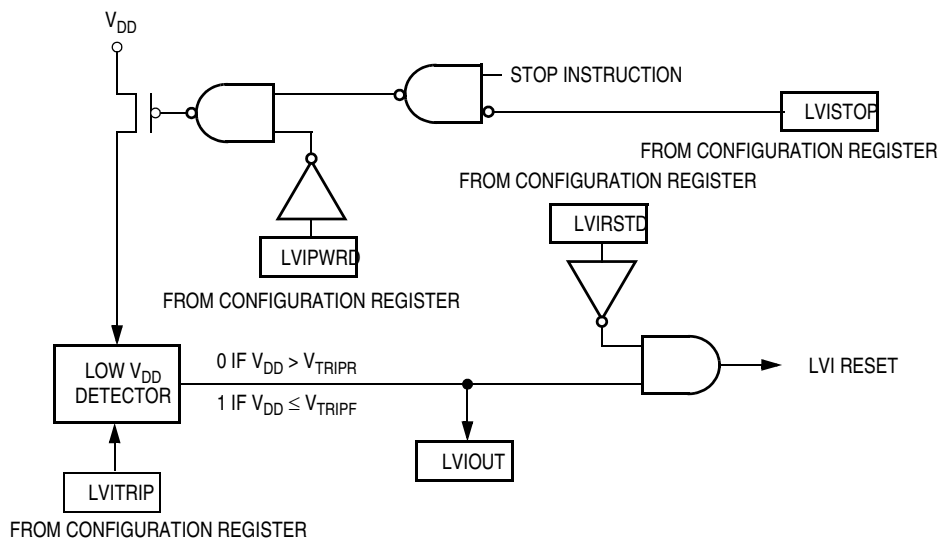 VDD
STOP INSTRUCTION
LVISTOP
FROM CONFIGURATION REGISTER
FROM CONFIGURATION REGISTER
LVIRSTD
LVIPWRD
FROM CONFIGURATION REGISTER
LOW VDD
DETECTOR
0 IF VDD > VTRIPR
1 IF VDD ≤ VTRIPF
LVI RESET
LVIOUT
LVITRIP
FROM CONFIGURATION REGISTER